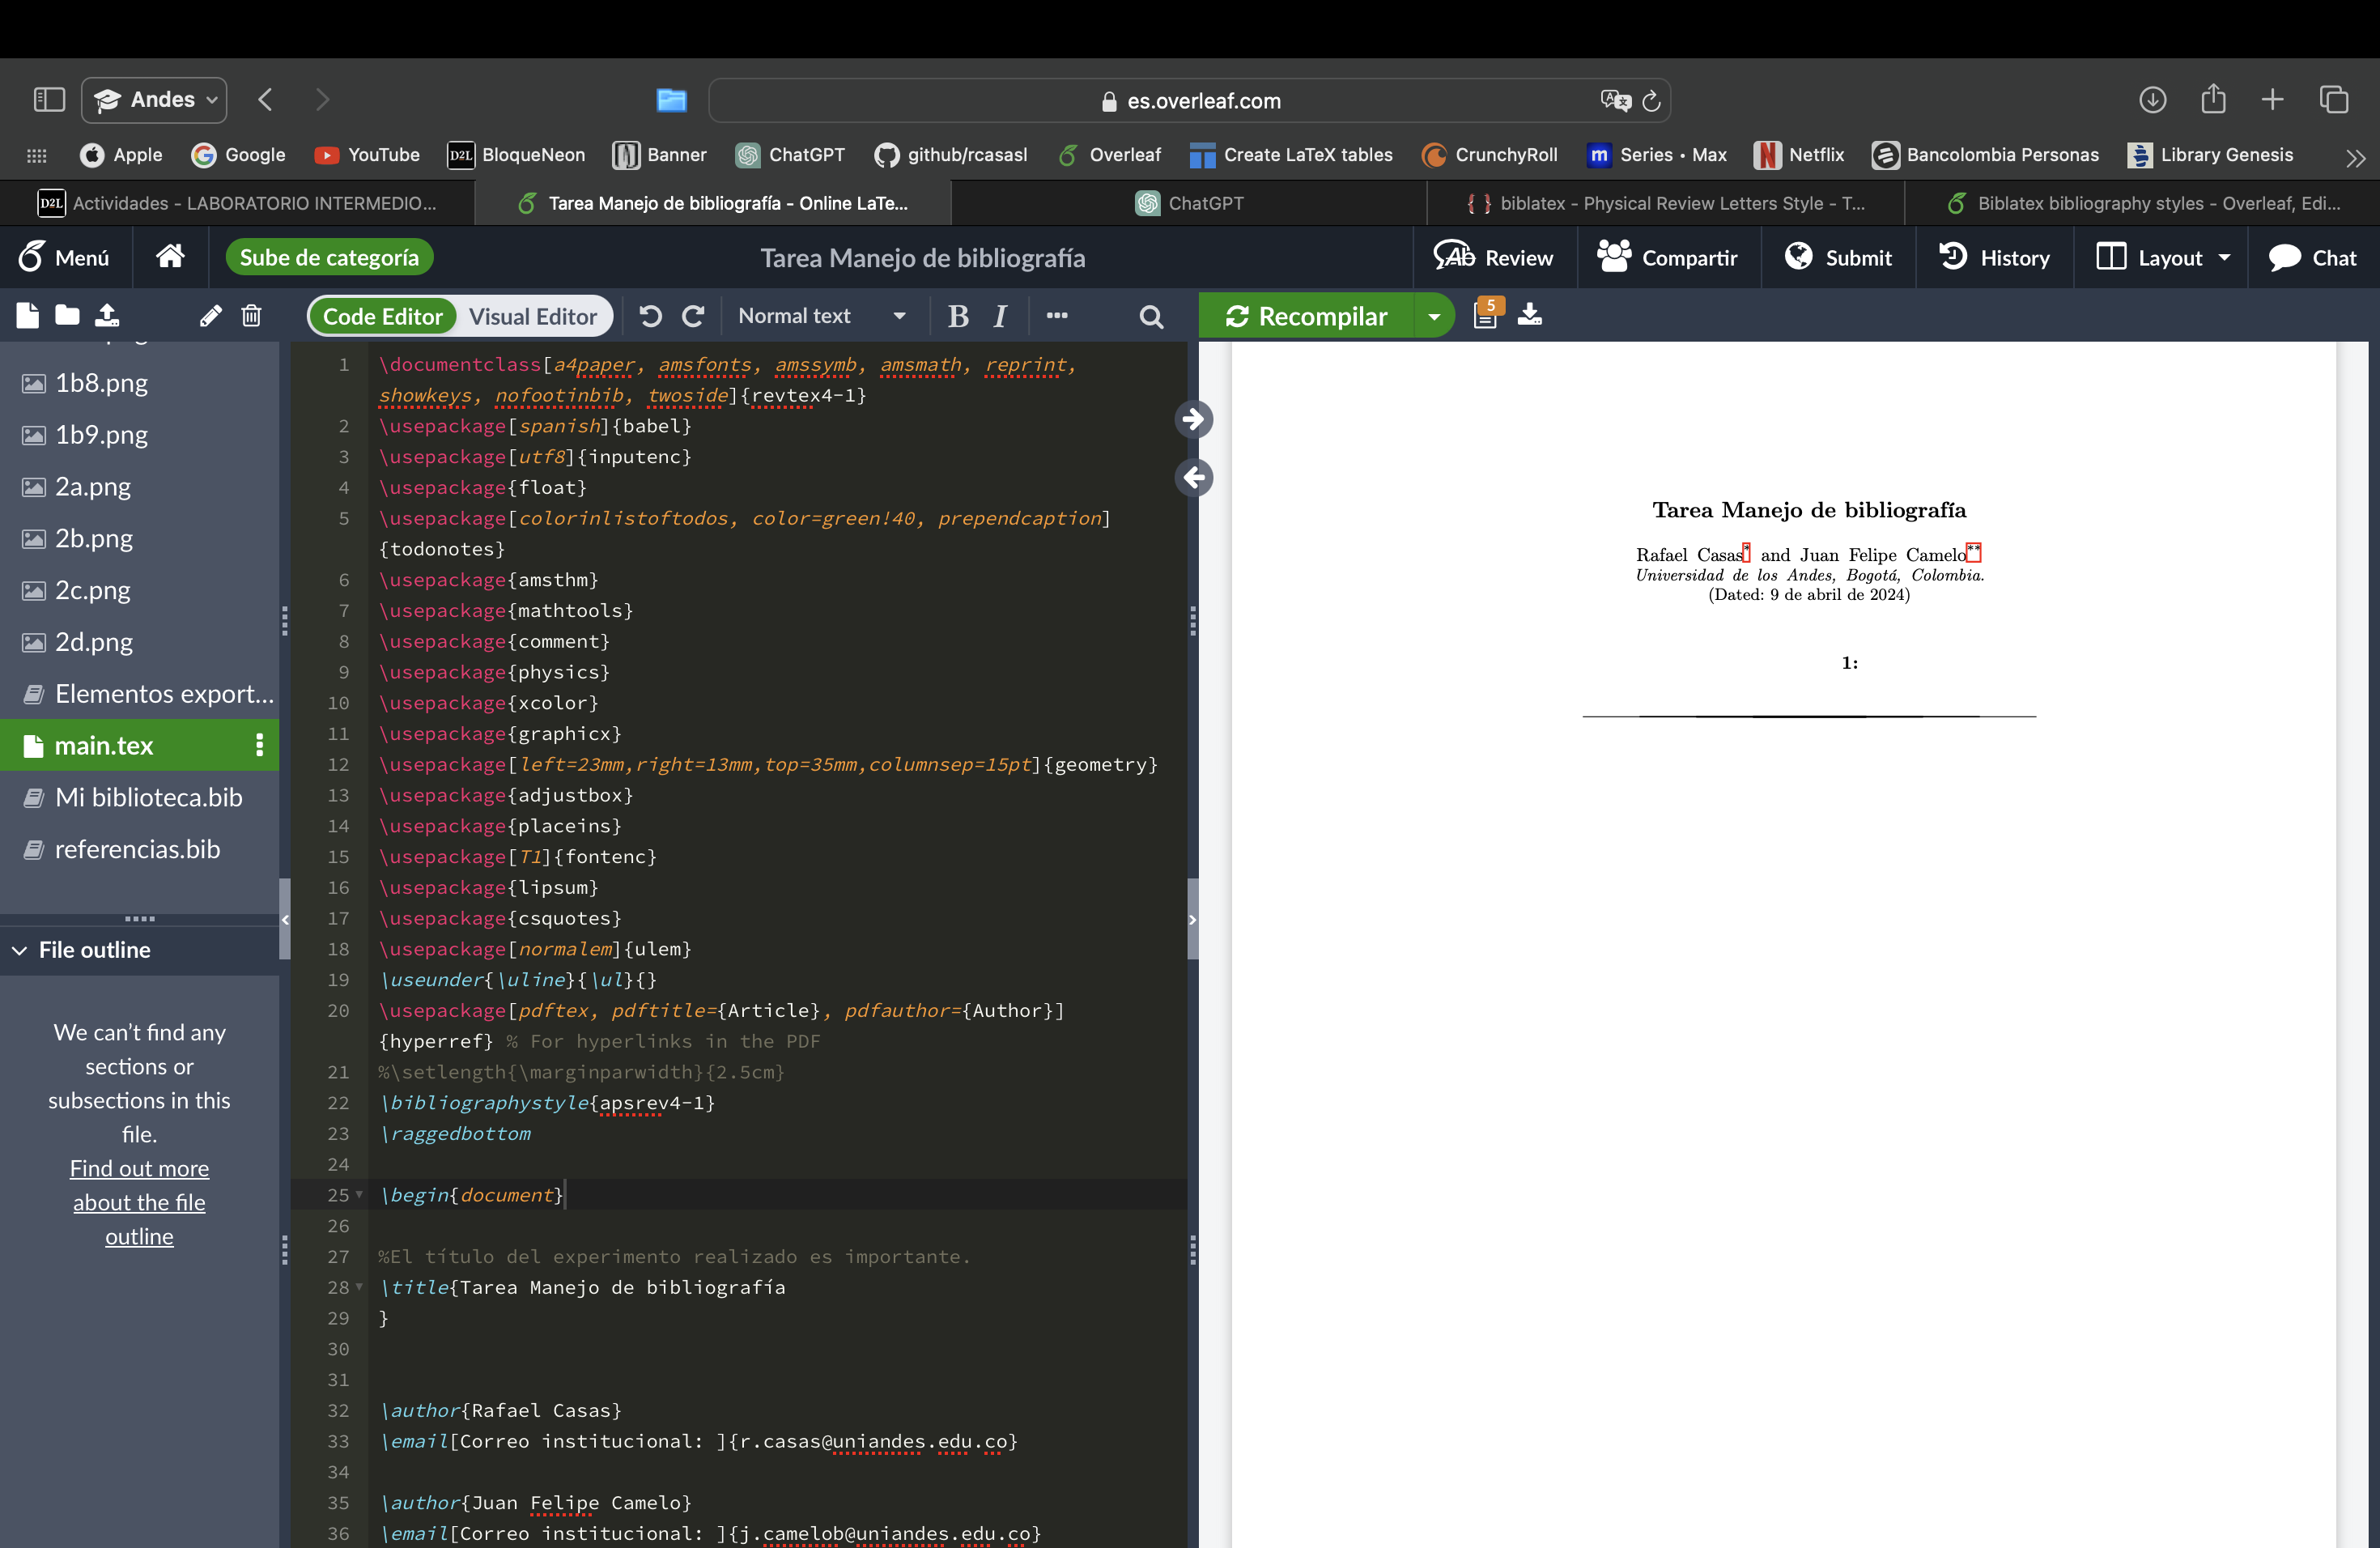 Andes
es.overleaf.com
Apple Google YouTube D2L BloqueNeon Banner ChatGPT github/rcasasl Overleaf Create LaTeX tables CrunchyRoll m Series • Max Netflix Bancolombia Personas Library Genesis
D2L Actividades - LABORATORIO INTERMEDIO... Tarea Manejo de bibliografía - Online LaTe... ChatGPT biblatex - Physical Review Letters Style - T... Biblatex bibliography styles - Overleaf, Edi...
Menú Sube de categoría Tarea Manejo de bibliografía Review Compartir Submit History Layout Chat
Code Editor Visual Editor Normal text B I Recompilar 5
1b8.png
1b9.png
2a.png
2b.png
2c.png
2d.png
Elementos export...
main.tex
Mi biblioteca.bib
referencias.bib
File outline
We can't find any
sections or
subsections in this
file.
Find out more
about the file
outline
1 \documentclass[a4paper, amsfonts, amssymb, amsmath, reprint,
showkeys, nofootinbib, twoside]{revtex4-1}
2 \usepackage[spanish]{babel}
3 \usepackage[utf8]{inputenc}
4 \usepackage{float}
5 \usepackage[colorinlistoftodos, color=green!40, prependcaption]
{todonotes}
6 \usepackage{amsthm}
7 \usepackage{mathtools}
8 \usepackage{comment}
9 \usepackage{physics}
10 \usepackage{xcolor}
11 \usepackage{graphicx}
12 \usepackage[left=23mm,right=13mm,top=35mm,columnsep=15pt]{geometry}
13 \usepackage{adjustbox}
14 \usepackage{placeins}
15 \usepackage[T1]{fontenc}
16 \usepackage{lipsum}
17 \usepackage{csquotes}
18 \usepackage[normalem]{ulem}
19 \useunder{\uline}{\ul}{}
20 \usepackage[pdftex, pdftitle={Article}, pdfauthor={Author}]
{hyperref} % For hyperlinks in the PDF
21 %\setlength{\marginparwidth}{2.5cm}
22 \bibliographystyle{apsrev4-1}
23 \raggedbottom
24
25 \begin{document}
26
27 %El título del experimento realizado es importante.
28 \title{Tarea Manejo de bibliografía
29 }
30
31
32 \author{Rafael Casas}
33 \email[Correo institucional: ]{r.casas@uniandes.edu.co}
34
35 \author{Juan Felipe Camelo}
36 \email[Correo institucional: ]{j.camelob@uniandes.edu.co}
Tarea Manejo de bibliografía
Rafael Casas* and Juan Felipe Camelo**
Universidad de los Andes, Bogotá, Colombia.
(Dated: 9 de abril de 2024)
1: